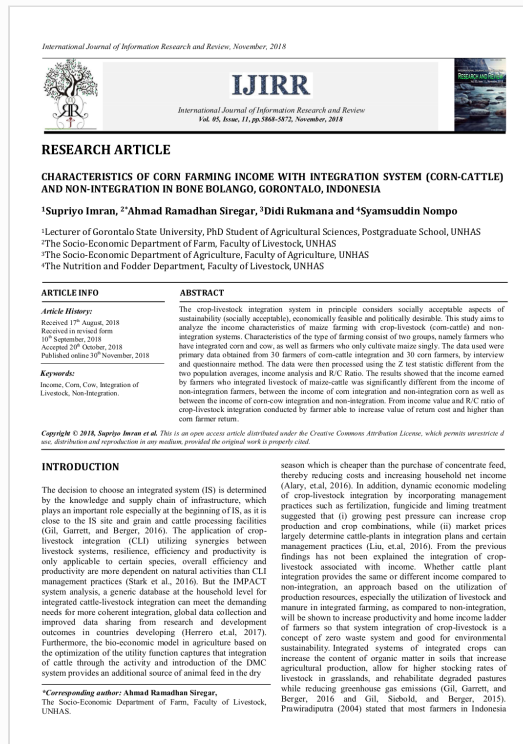 International Journal of Information Research and Review, November, 2018
IJIRR
International Journal of Information Research and Review
Vol. 05, Issue, 11, pp.5868-5872, November, 2018
RESEARCH AND REVIEW
RESEARCH ARTICLE
CHARACTERISTICS OF CORN FARMING INCOME WITH INTEGRATION SYSTEM (CORN-CATTLE)
AND NON-INTEGRATION IN BONE BOLANGO, GORONTALO, INDONESIA
1Supriyo Imran, 2*Ahmad Ramadhan Siregar, 3Didi Rukmana and 4Syamsuddin Nompo
1Lecturer of Gorontalo State University, PhD Student of Agricultural Sciences, Postgraduate School, UNHAS
2The Socio-Economic Department of Farm, Faculty of Livestock, UNHAS
3The Socio-Economic Department of Agriculture, Faculty of Agriculture, UNHAS
4The Nutrition and Fodder Department, Faculty of Livestock, UNHAS
ARTICLE INFO
Article History:
Received 17th August, 2018
Received in revised form
10th September, 2018
Accepted 20th October, 2018
Published online 30th November, 2018
Keywords:
Income, Corn, Cow, Integration of
Livestock, Non-Integration.
ABSTRACT
The crop-livestock integration system in principle considers socially acceptable aspects of
sustainability (socially acceptable), economically feasible and politically desirable. This study aims to
analyze the income characteristics of maize farming with crop-livestock (corn-cattle) and non-
integration systems. Characteristics of the type of farming consist of two groups, namely farmers who
have integrated corn and cow, as well as farmers who only cultivate maize singly. The data used were
primary data obtained from 30 farmers of corn-cattle integration and 30 corn farmers, by interview
and questionnaire method. The data were then processed using the Z test statistic different from the
two population averages, income analysis and R/C Ratio. The results showed that the income earned
by farmers who integrated livestock of maize-cattle was significantly different from the income of
non-integration farmers, between the income of corn integration and non-integration corn as well as
between the income of corn-cow integration and non-integration. From income value and R/C ratio of
crop-livestock integration conducted by farmer able to increase value of return cost and higher than
corn farmer return.
Copyright © 2018, Supriyo Imran et al. This is an open access article distributed under the Creative Commons Attribution License, which permits unrestricte d
use, distribution and reproduction in any medium, provided the original work is properly cited.
INTRODUCTION
The decision to choose an integrated system (IS) is determined
by the knowledge and supply chain of infrastructure, which
plays an important role especially at the beginning of IS, as it is
close to the IS site and grain and cattle processing facilities
(Gil, Garrett, and Berger, 2016). The application of crop-
livestock integration (CLI) utilizing synergies between
livestock systems, resilience, efficiency and productivity is
only applicable to certain species, overall efficiency and
productivity are more dependent on natural activities than CLI
management practices (Stark et al., 2016). But the IMPACT
system analysis, a generic database at the household level for
integrated cattle-livestock integration can meet the demanding
needs for more coherent integration, global data collection and
improved data sharing from research and development
outcomes in countries developing (Herrero et.al, 2017).
Furthermore, the bio-economic model in agriculture based on
the optimization of the utility function captures that integration
of cattle through the activity and introduction of the DMC
system provides an additional source of animal feed in the dry
*Corresponding author: Ahmad Ramadhan Siregar,
The Socio-Economic Department of Farm, Faculty of Livestock,
UNHAS.
season which is cheaper than the purchase of concentrate feed,
thereby reducing costs and increasing household net income
(Alary, et.al, 2016). In addition, dynamic economic modeling
of crop-livestock integration by incorporating management
practices such as fertilization, fungicide and liming treatment
suggested that (i) growing pest pressure can increase crop
production and crop combinations, while (ii) market prices
largely determine cattle-plants in integration plans and certain
management practices (Liu, et.al, 2016). From the previous
findings has not been explained the integration of crop-
livestock associated with income. Whether cattle plant
integration provides the same or different income compared to
non-integration, an approach based on the utilization of
production resources, especially the utilization of livestock and
manure in integrated farming, as compared to non-integration,
will be shown to increase productivity and home income ladder
of farmers so that system integration of crop-livestock is a
concept of zero waste system and good for environmental
sustainability. Integrated systems of integrated crops can
increase the content of organic matter in soils that increase
agricultural production, allow for higher stocking rates of
livestock in grasslands, and rehabilitate degraded pastures
while reducing greenhouse gas emissions (Gil, Garrett, and
Berger, 2016 and Gil, Siebold, and Berger, 2015).
Prawiradiputra (2004) stated that most farmers in Indonesia